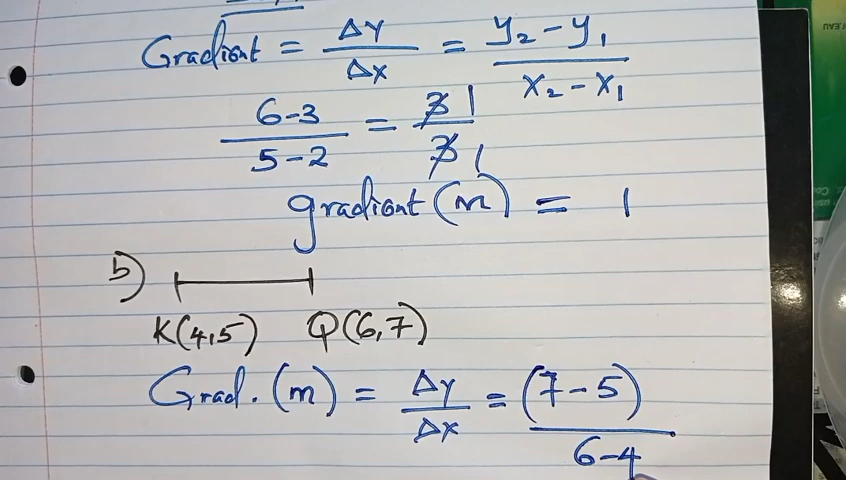 Gradient = ΔY/ΔX = y₂ - y₁/x₂ - x₁
6-3/5-2 = 3 1/3 1
gradient (m) = 1
b)
K(4,5) Q(6,7)
Grad. (m) = ΔY/ΔX = (7-5)/6-4